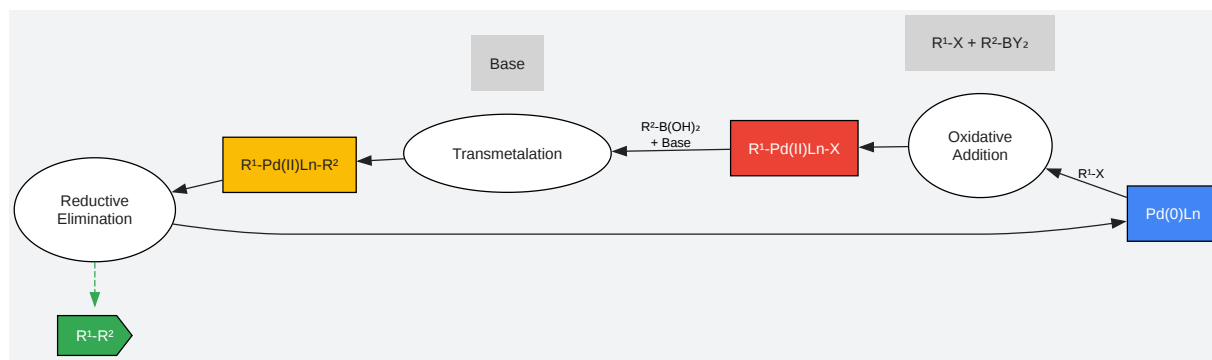 R¹-X + R²-BY₂
Base
Oxidative
Addition
R²-B(OH)₂
+ Base
R¹-Pd(II)Ln-X
Transmetalation
R¹-Pd(II)Ln-R²
R¹-X
Reductive
Elimination
Pd(0)Ln
R¹-R²